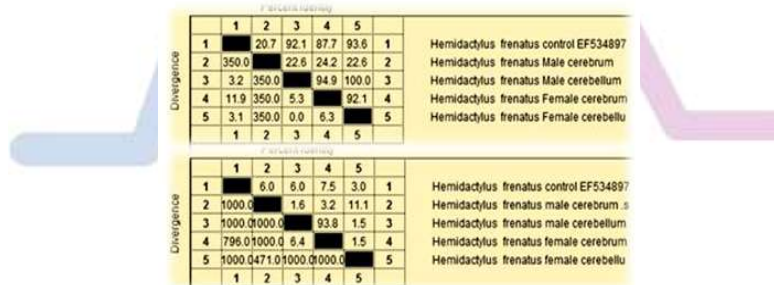 Percent Identity
1 2 3 4 5
1 20.7 92.1 87.7 93.6 1 Hemidactylus frenatus control EF534897
2 350.0 22.6 24.2 22.6 2 Hemidactylus frenatus Male cerebrum
3 3.2 350.0 94.9 100.0 3 Hemidactylus frenatus Male cerebellum
4 11.9 350.0 5.3 92.1 4 Hemidactylus frenatus Female cerebrum
5 3.1 350.0 0.0 6.3 5 Hemidactylus frenatus Female cerebellu
1 2 3 4 5
Divergence
Percent Identity
1 2 3 4 5
1 6.0 6.0 7.5 3.0 1 Hemidactylus frenatus control EF534897
2 1000.0 1.6 3.2 11.1 2 Hemidactylus frenatus male cerebrum .s
3 1000.0 1000.0 93.8 1.5 3 Hemidactylus frenatus male cerebellum
4 796.0 1000.0 6.4 1.5 4 Hemidactylus frenatus female cerebrum
5 1000.0 471.0 1000.0 1000.0 5 Hemidactylus frenatus female cerebellu
1 2 3 4 5
Divergence